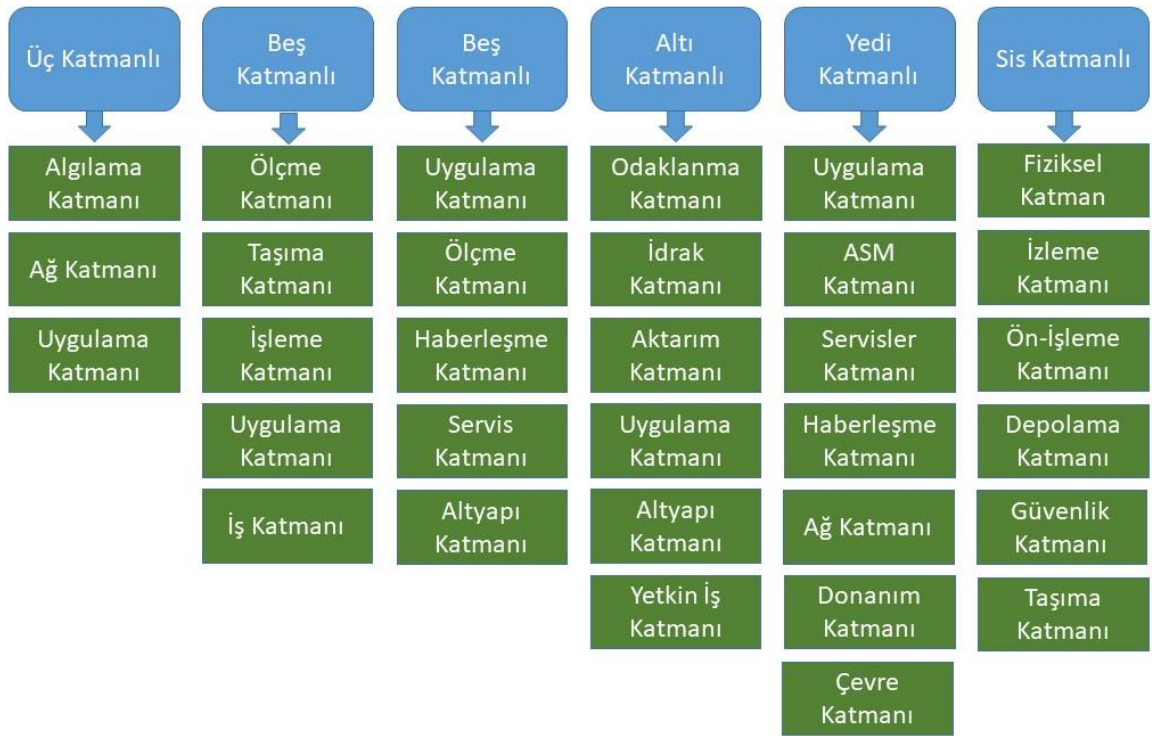 Üç Katmanlı
Algılama
Katmanı
Ağ Katmanı
Uygulama
Katmanı
Beş
Katmanlı
Ölçme
Katmanı
Taşıma
Katmanı
İşleme
Katmanı
Uygulama
Katmanı
İş Katmanı
Beş
Katmanlı
Uygulama
Katmanı
Ölçme
Katmanı
Haberleşme
Katmanı
Servis
Katmanı
Altyapı
Katmanı
Altı
Katmanlı
Odaklanma
Katmanı
İdrak
Katmanı
Aktarım
Katmanı
Uygulama
Katmanı
Altyapı
Katmanı
Yetkin İş
Katmanı
Yedi
Katmanlı
Uygulama
Katmanı
ASM
Katmanı
Servisler
Katmanı
Haberleşme
Katmanı
Ağ Katmanı
Donanım
Katmanı
Çevre
Katmanı
Sis Katmanlı
Fiziksel
Katman
İzleme
Katmanı
Ön-İşleme
Katmanı
Depolama
Katmanı
Güvenlik
Katmanı
Taşıma
Katmanı